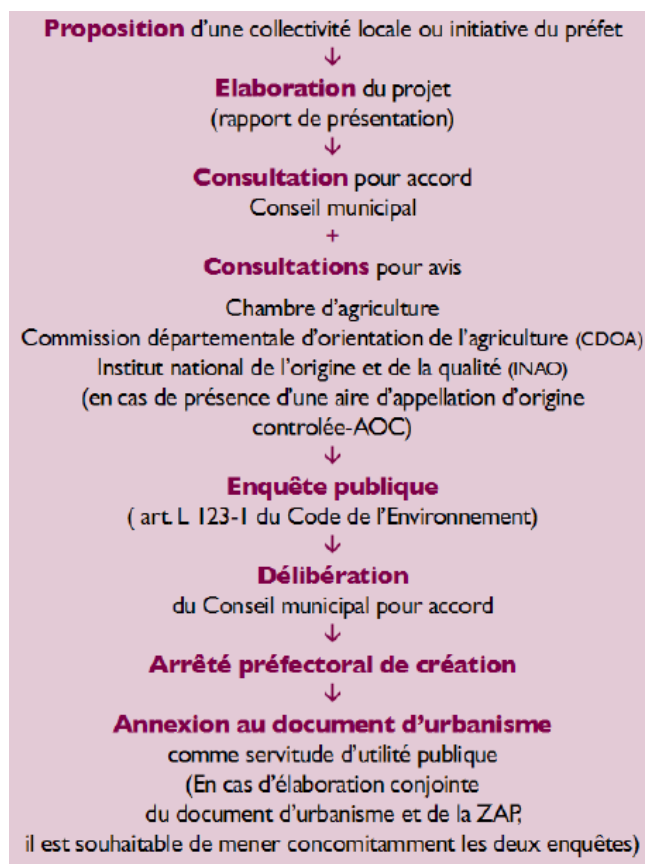 Proposition d'une collectivité locale ou initiative du préfet
↓
Elaboration du projet
(rapport de présentation)
↓
Consultation pour accord
Conseil municipal
+
Consultations pour avis
Chambre d'agriculture
Commission départementale d'orientation de l'agriculture (CDOA)
Institut national de l'origine et de la qualité (INAO)
(en cas de présence d'une aire d'appellation d'origine
controlée-AOC)
↓
Enquête publique
( art. L 123-1 du Code de l'Environnement)
↓
Délibération
du Conseil municipal pour accord
↓
Arrêté préfectoral de création
↓
Annexion au document d'urbanisme
comme servitude d'utilité publique
(En cas d'élaboration conjointe
du document d'urbanisme et de la ZAP,
il est souhaitable de mener concomitamment les deux enquêtes)